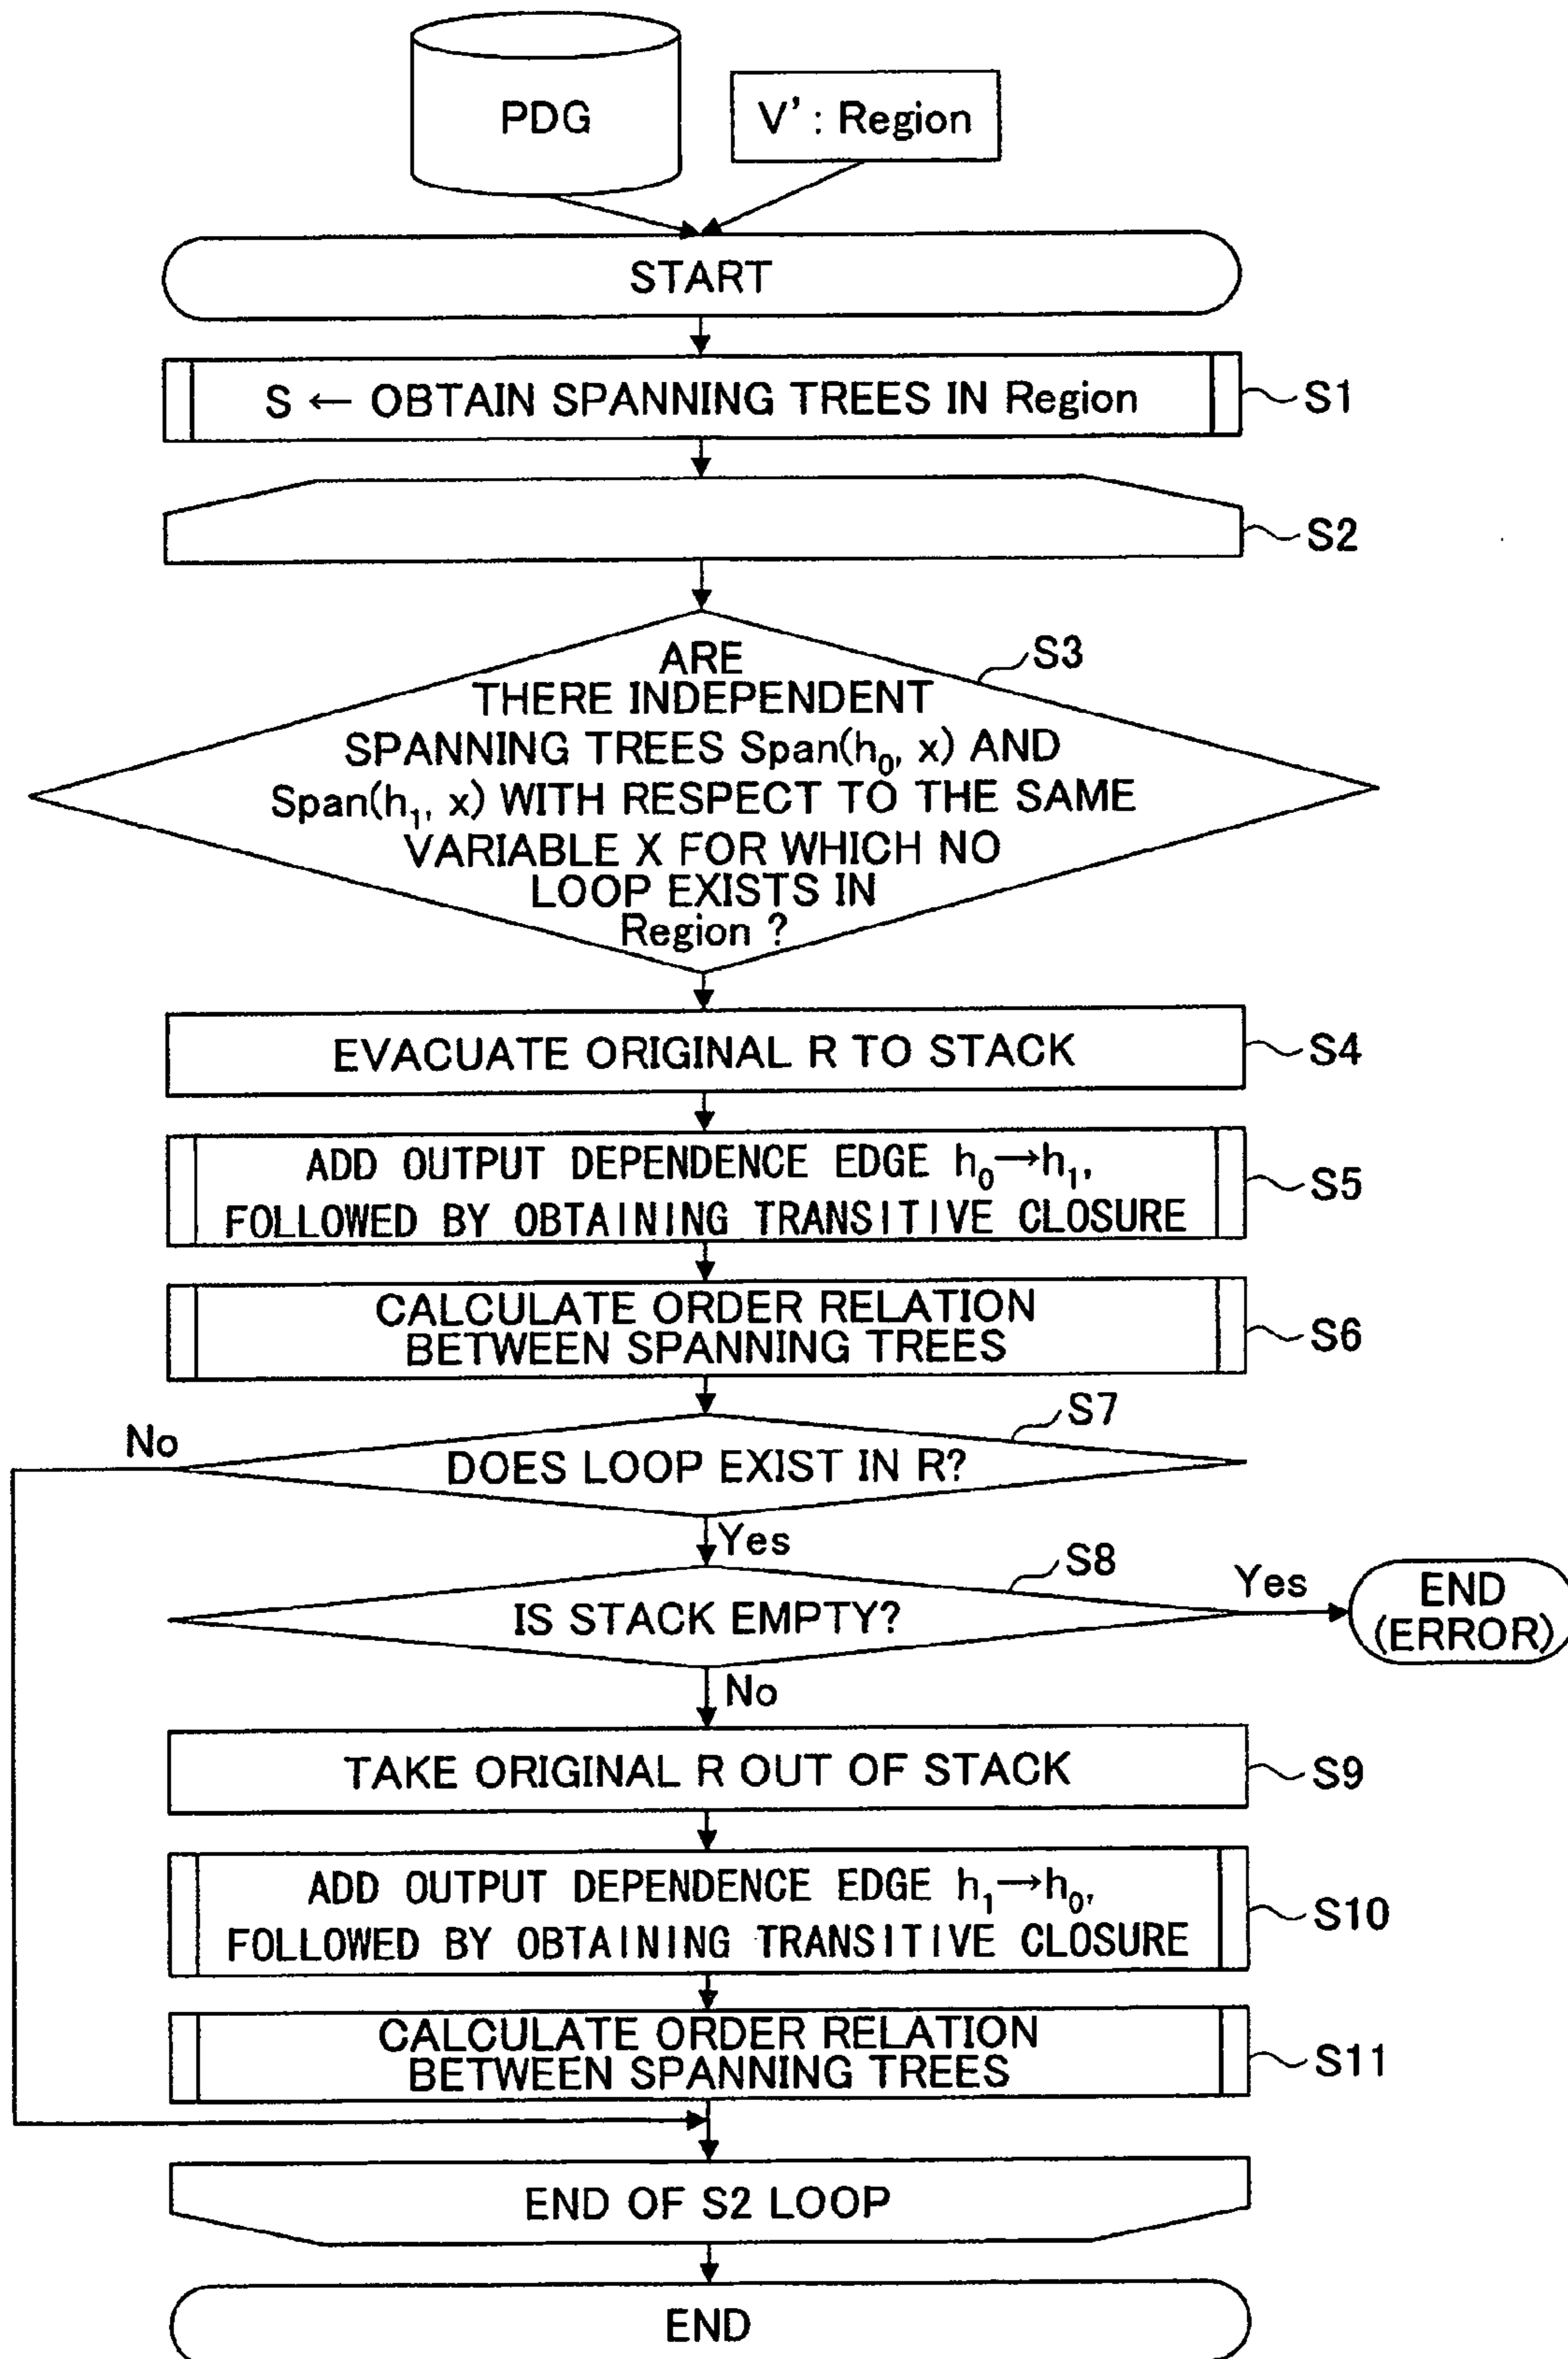 PDG
V' : Region
START
S ← OBTAIN SPANNING TREES IN Region
S1
S2
S3
ARE
THERE INDEPENDENT
SPANNING TREES Span(h₀, x) AND
Span(h₁, x) WITH RESPECT TO THE SAME
VARIABLE X FOR WHICH NO
LOOP EXISTS IN
Region ?
EVACUATE ORIGINAL R TO STACK
S4
ADD OUTPUT DEPENDENCE EDGE h₀→h₁,
FOLLOWED BY OBTAINING TRANSITIVE CLOSURE
S5
CALCULATE ORDER RELATION
BETWEEN SPANNING TREES
S6
S7
No
DOES LOOP EXIST IN R?
Yes
S8
IS STACK EMPTY?
Yes
END
(ERROR)
No
TAKE ORIGINAL R OUT OF STACK
S9
ADD OUTPUT DEPENDENCE EDGE h₁→h₀,
FOLLOWED BY OBTAINING TRANSITIVE CLOSURE
S10
CALCULATE ORDER RELATION
BETWEEN SPANNING TREES
S11
END OF S2 LOOP
END